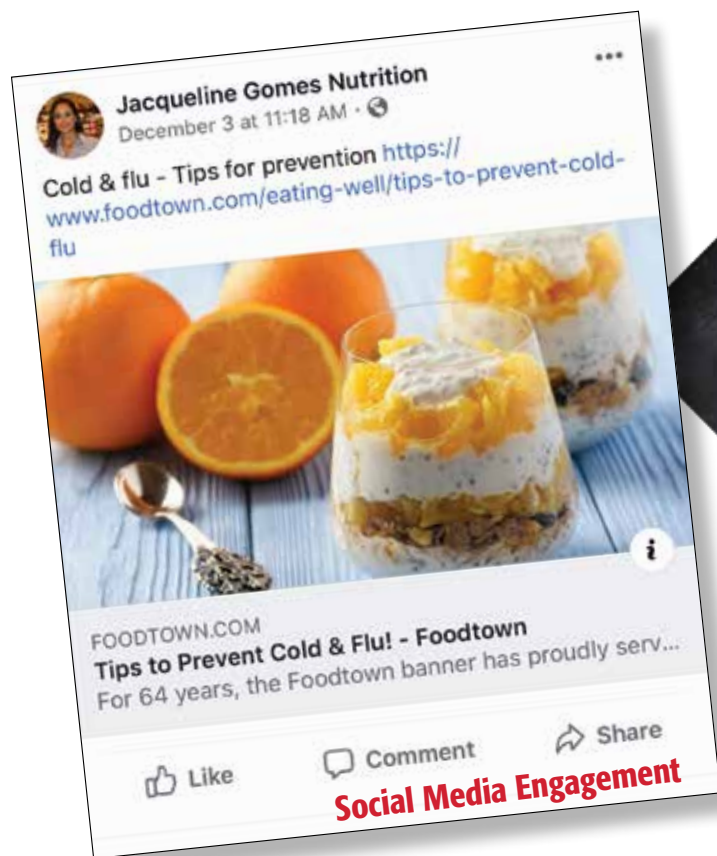 Jacqueline Gomes Nutrition
December 3 at 11:18 AM ·
Cold & flu - Tips for prevention https://
www.foodtown.com/eating-well/tips-to-prevent-cold-
flu
i
FOODTOWN.COM
Tips to Prevent Cold & Flu! - Foodtown
For 64 years, the Foodtown banner has proudly serv...
Like
Comment
Share
Social Media Engagement